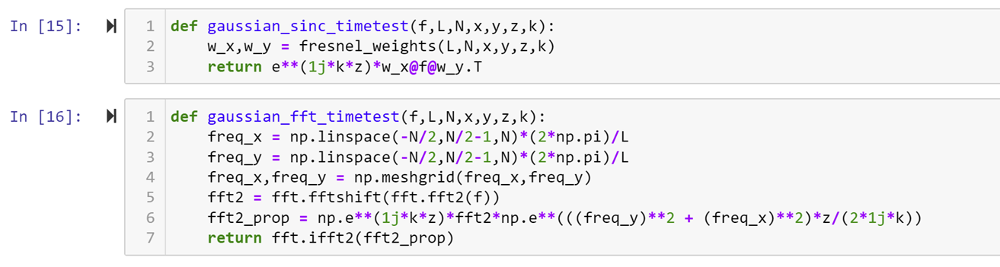 In [15]:
1 def gaussian_sinc_timetest(f,L,N,x,y,z,k):
2     w_x,w_y = fresnel_weights(L,N,x,y,z,k)
3     return e**(1j*k*z)*w_x@f@w_y.T
In [16]:
1 def gaussian_fft_timetest(f,L,N,x,y,z,k):
2     freq_x = np.linspace(-N/2,N/2-1,N)*(2*np.pi)/L
3     freq_y = np.linspace(-N/2,N/2-1,N)*(2*np.pi)/L
4     freq_x,freq_y = np.meshgrid(freq_x,freq_y)
5     fft2 = fft.fftshift(fft.fft2(f))
6     fft2_prop = np.e**(1j*k*z)*fft2*np.e**(((freq_y)**2 + (freq_x)**2)*z/(2*1j*k))
7     return fft.ifft2(fft2_prop)